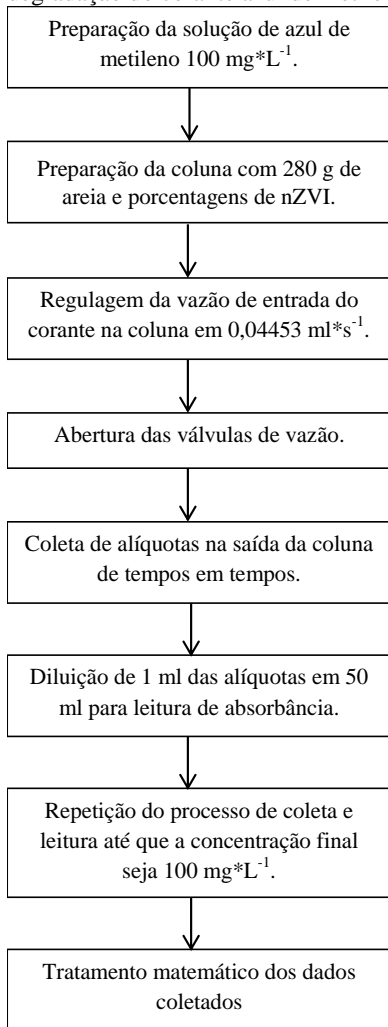 Preparação da solução de azul de
metileno 100 mg*L⁻¹.
Preparação da coluna com 280 g de
areia e porcentagens de nZVI.
Regulagem da vazão de entrada do
corante na coluna em 0,04453 ml*s⁻¹.
Abertura das válvulas de vazão.
Coleta de alíquotas na saída da coluna
de tempos em tempos.
Diluição de 1 ml das alíquotas em 50
ml para leitura de absorbância.
Repetição do processo de coleta e
leitura até que a concentração final
seja 100 mg*L⁻¹.
Tratamento matemático dos dados
coletados